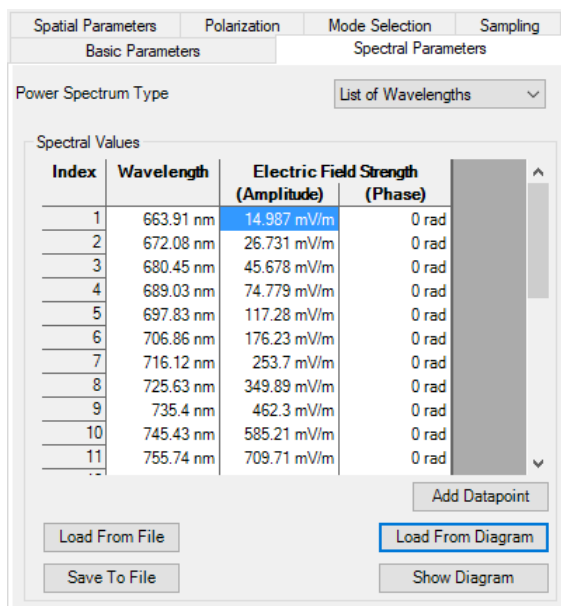 Spatial Parameters Polarization Mode Selection Sampling
Basic Parameters Spectral Parameters
Power Spectrum Type List of Wavelengths
Spectral Values
Index Wavelength Electric Field Strength
(Amplitude) (Phase)
1 663.91 nm 14.987 mV/m 0 rad
2 672.08 nm 26.731 mV/m 0 rad
3 680.45 nm 45.678 mV/m 0 rad
4 689.03 nm 74.779 mV/m 0 rad
5 697.83 nm 117.28 mV/m 0 rad
6 706.86 nm 176.23 mV/m 0 rad
7 716.12 nm 253.7 mV/m 0 rad
8 725.63 nm 349.89 mV/m 0 rad
9 735.4 nm 462.3 mV/m 0 rad
10 745.43 nm 585.21 mV/m 0 rad
11 755.74 nm 709.71 mV/m 0 rad
Add Datapoint
Load From File Load From Diagram
Save To File Show Diagram